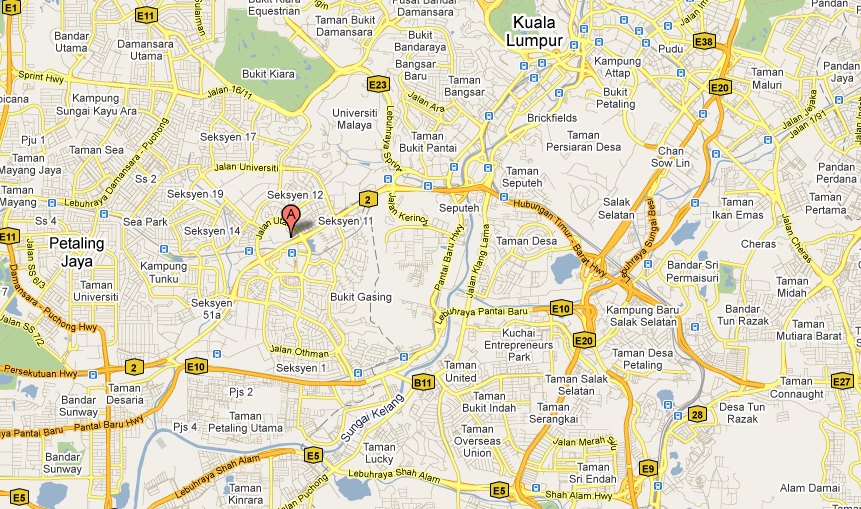 E1
E11
Bandar
Utama
Damansara
Utama
Bukit Kiara
Equestrian
Taman Bukit
Damansara
Damansara
Bukit
Bandaraya
Bangsar
Baru
Kuala
Lumpur
Pudu
E38
Pandan
Sprint Hwy
Bukit Kiara
E23
Taman
Bangsar
Kampung
Attap
Bukit
Petaling
E20
Taman
Maluri
Pandan
Jaya
Kampung
Sungai Kayu Ara
Jalan 16/11
Universiti
Malaya
Jalan Ara
Brickfields
Jalan Jejaka
Jalan 1/91
Pju 1
Seksyen 17
Taman
Bukit Pantai
Taman
Persiaran Desa
Chan
Sow Lin
Taman Sea
Taman
Mayang Jaya
Ss 2
Lebuhraya Damansara - Puchong
Jalan Universiti
Lebuhraya Sprint
Pandan
Perdana
Taman
Mayang
Seksyen 19
Seksyen 12
2
Taman
Seputeh
Taman
Ikan Emas
Taman
Pertama
Ss 4
Sea Park
Seksyen 14
A
Seksyen 11
Jalan Kerinchi
Seputeh
Hubungan Timur - Barat Hwy
Salak
Selatan
E11
Petaling
Jaya
Taman Desa
Cheras
Jalan Cheras
Jalan SS 6/3
Kampung
Tunku
Pantai Baru Hwy
Jalan Klang Lama
Bandar Sri
Permaisuri
7
Taman
Universiti
Damansara - Puchong Hwy
Seksyen
51a
Bukit Gasing
Lebuhraya Pantai Baru
E10
Kampung Baru
Salak Selatan
Bandar
Tun Razak
Taman
Midah
Taman
Mutiara Barat
Jalan SS 7/2
Kuchai
Entrepreneurs
Park
E20
Taman Desa
Petaling
Jalan Othman
Persekutuan Hwy
2
E10
Seksyen 1
B11
Taman
United
Taman Salak
Selatan
Taman
Connaught
E27
Taman
Desaria
Bandar
Sunway
Pjs 2
Taman
Bukit Indah
Taman
Serangkai
28
Desa Tun
Razak
Pantai Baru Hwy
Pjs 4
Taman
Petaling Utama
Sungai Kelang
Taman
Overseas
Union
Jalan Merah
Bandar
Sunway
E5
Taman
Lucky
Lebuhraya Shah Alam
Taman
Sri Endah
E9
Lebuhraya Shah Alam
Taman
Kinrara
Jalan Puchong
E5
Shah Alam Hwy
Alam Damai